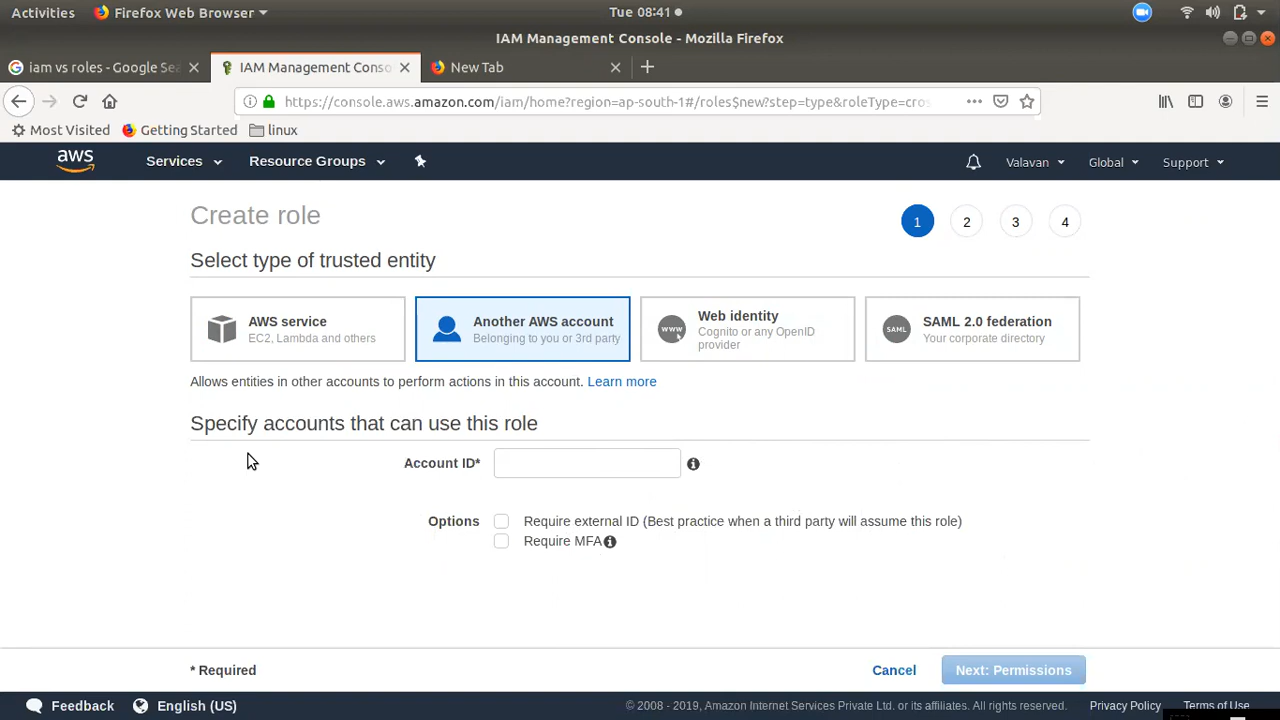 Activities Firefox Web Browser Tue 08:41
IAM Management Console - Mozilla Firefox
iam vs roles - Google Sea IAM Management Conso New Tab
https://console.aws.amazon.com/iam/home?region=ap-south-1#/roles$new?step=type&roleType=cros
Most Visited Firefox Getting Started linux
aws Services Resource Groups Valavan Global Support
Create role 1 2 3 4
Select type of trusted entity
AWS service
EC2, Lambda and others
Another AWS account
Belonging to you or 3rd party
www
Web identity
Cognito or any OpenID
provider
SAML
SAML 2.0 federation
Your corporate directory
Allows entities in other accounts to perform actions in this account. Learn more
Specify accounts that can use this role
Account ID*
Options Require external ID (Best practice when a third party will assume this role)
Require MFA
* Required Cancel Next: Permissions
Feedback English (US) © 2008 - 2019, Amazon Internet Services Private Ltd. or its affiliates. All rights reserved. Privacy Policy Terms of Use